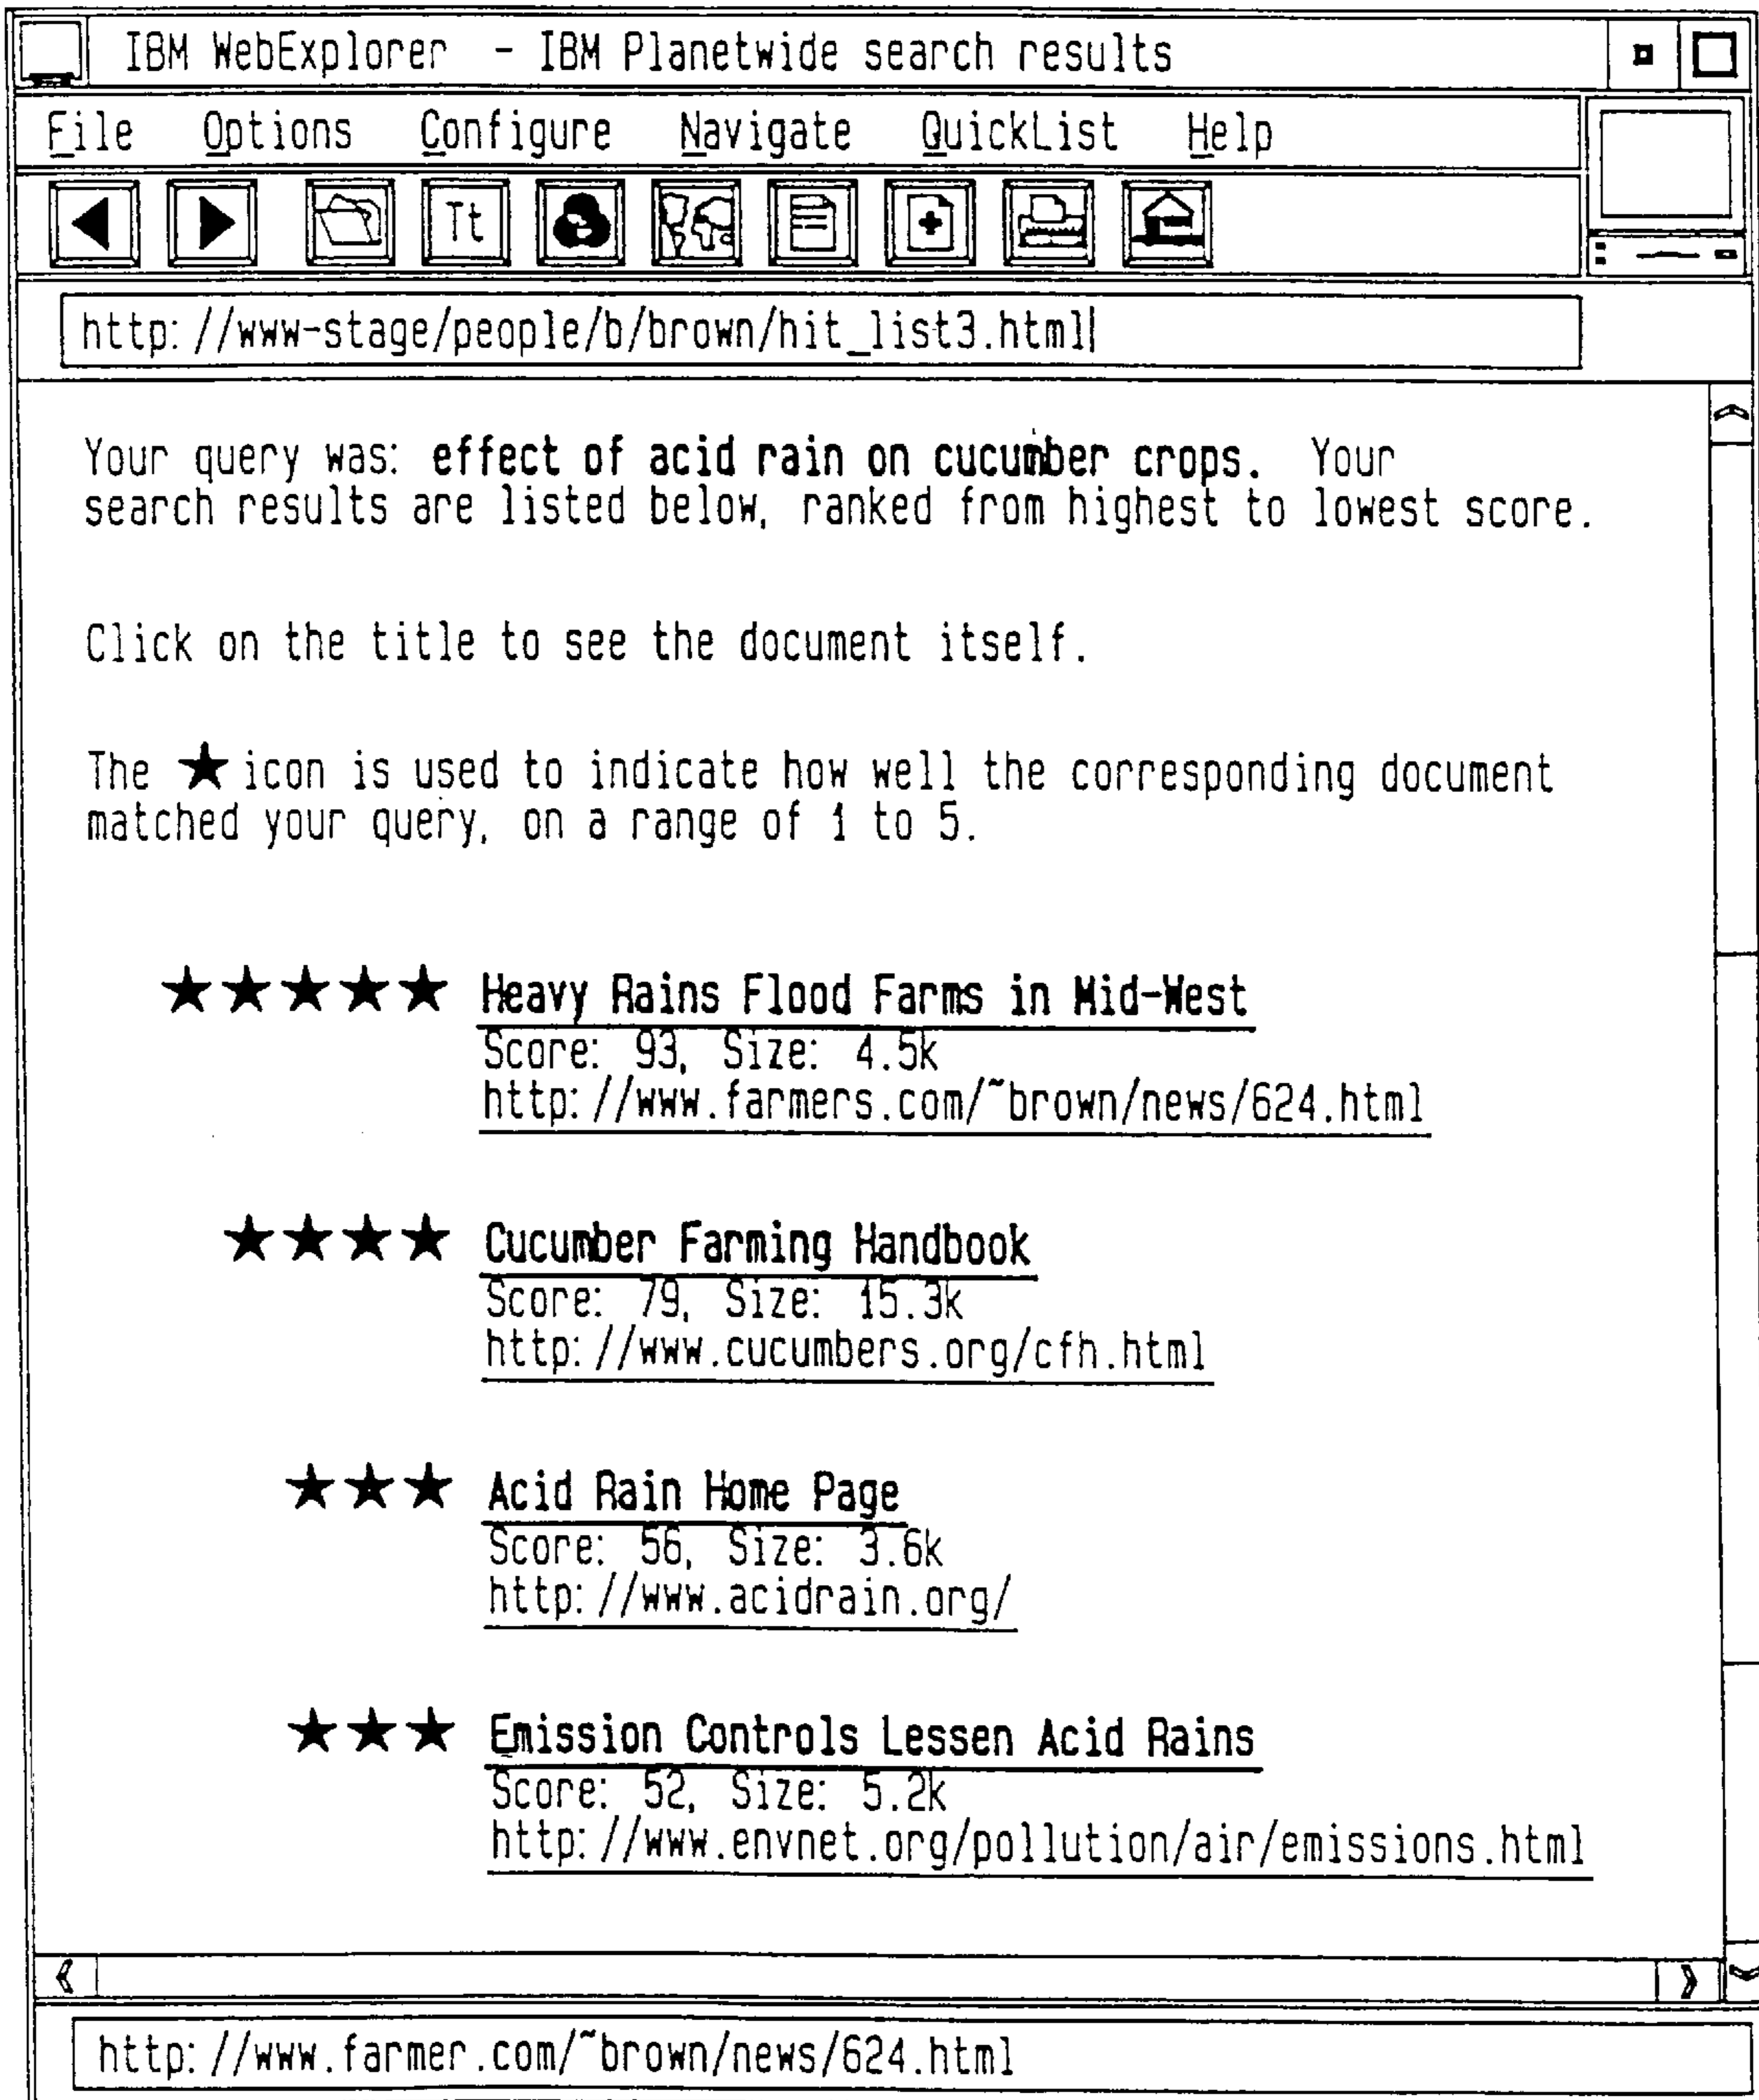 IBM WebExplorer - IBM Planetwide search results
File Options Configure Navigate QuickList Help
Tt
http://www-stage/people/b/brown/hit_list3.html
Your query was: effect of acid rain on cucumber crops. Your
search results are listed below, ranked from highest to lowest score.
Click on the title to see the document itself.
The ★ icon is used to indicate how well the corresponding document
matched your query, on a range of 1 to 5.
★★★★★ Heavy Rains Flood Farms in Mid-West
Score: 93, Size: 4.5k
http://www.farmers.com/~brown/news/624.html
★★★★ Cucumber Farming Handbook
Score: 79, Size: 15.3k
http://www.cucumbers.org/cfh.html
★★★ Acid Rain Home Page
Score: 56, Size: 3.6k
http://www.acidrain.org/
★★★ Emission Controls Lessen Acid Rains
Score: 52, Size: 5.2k
http://www.envnet.org/pollution/air/emissions.html
http://www.farmer.com/~brown/news/624.html